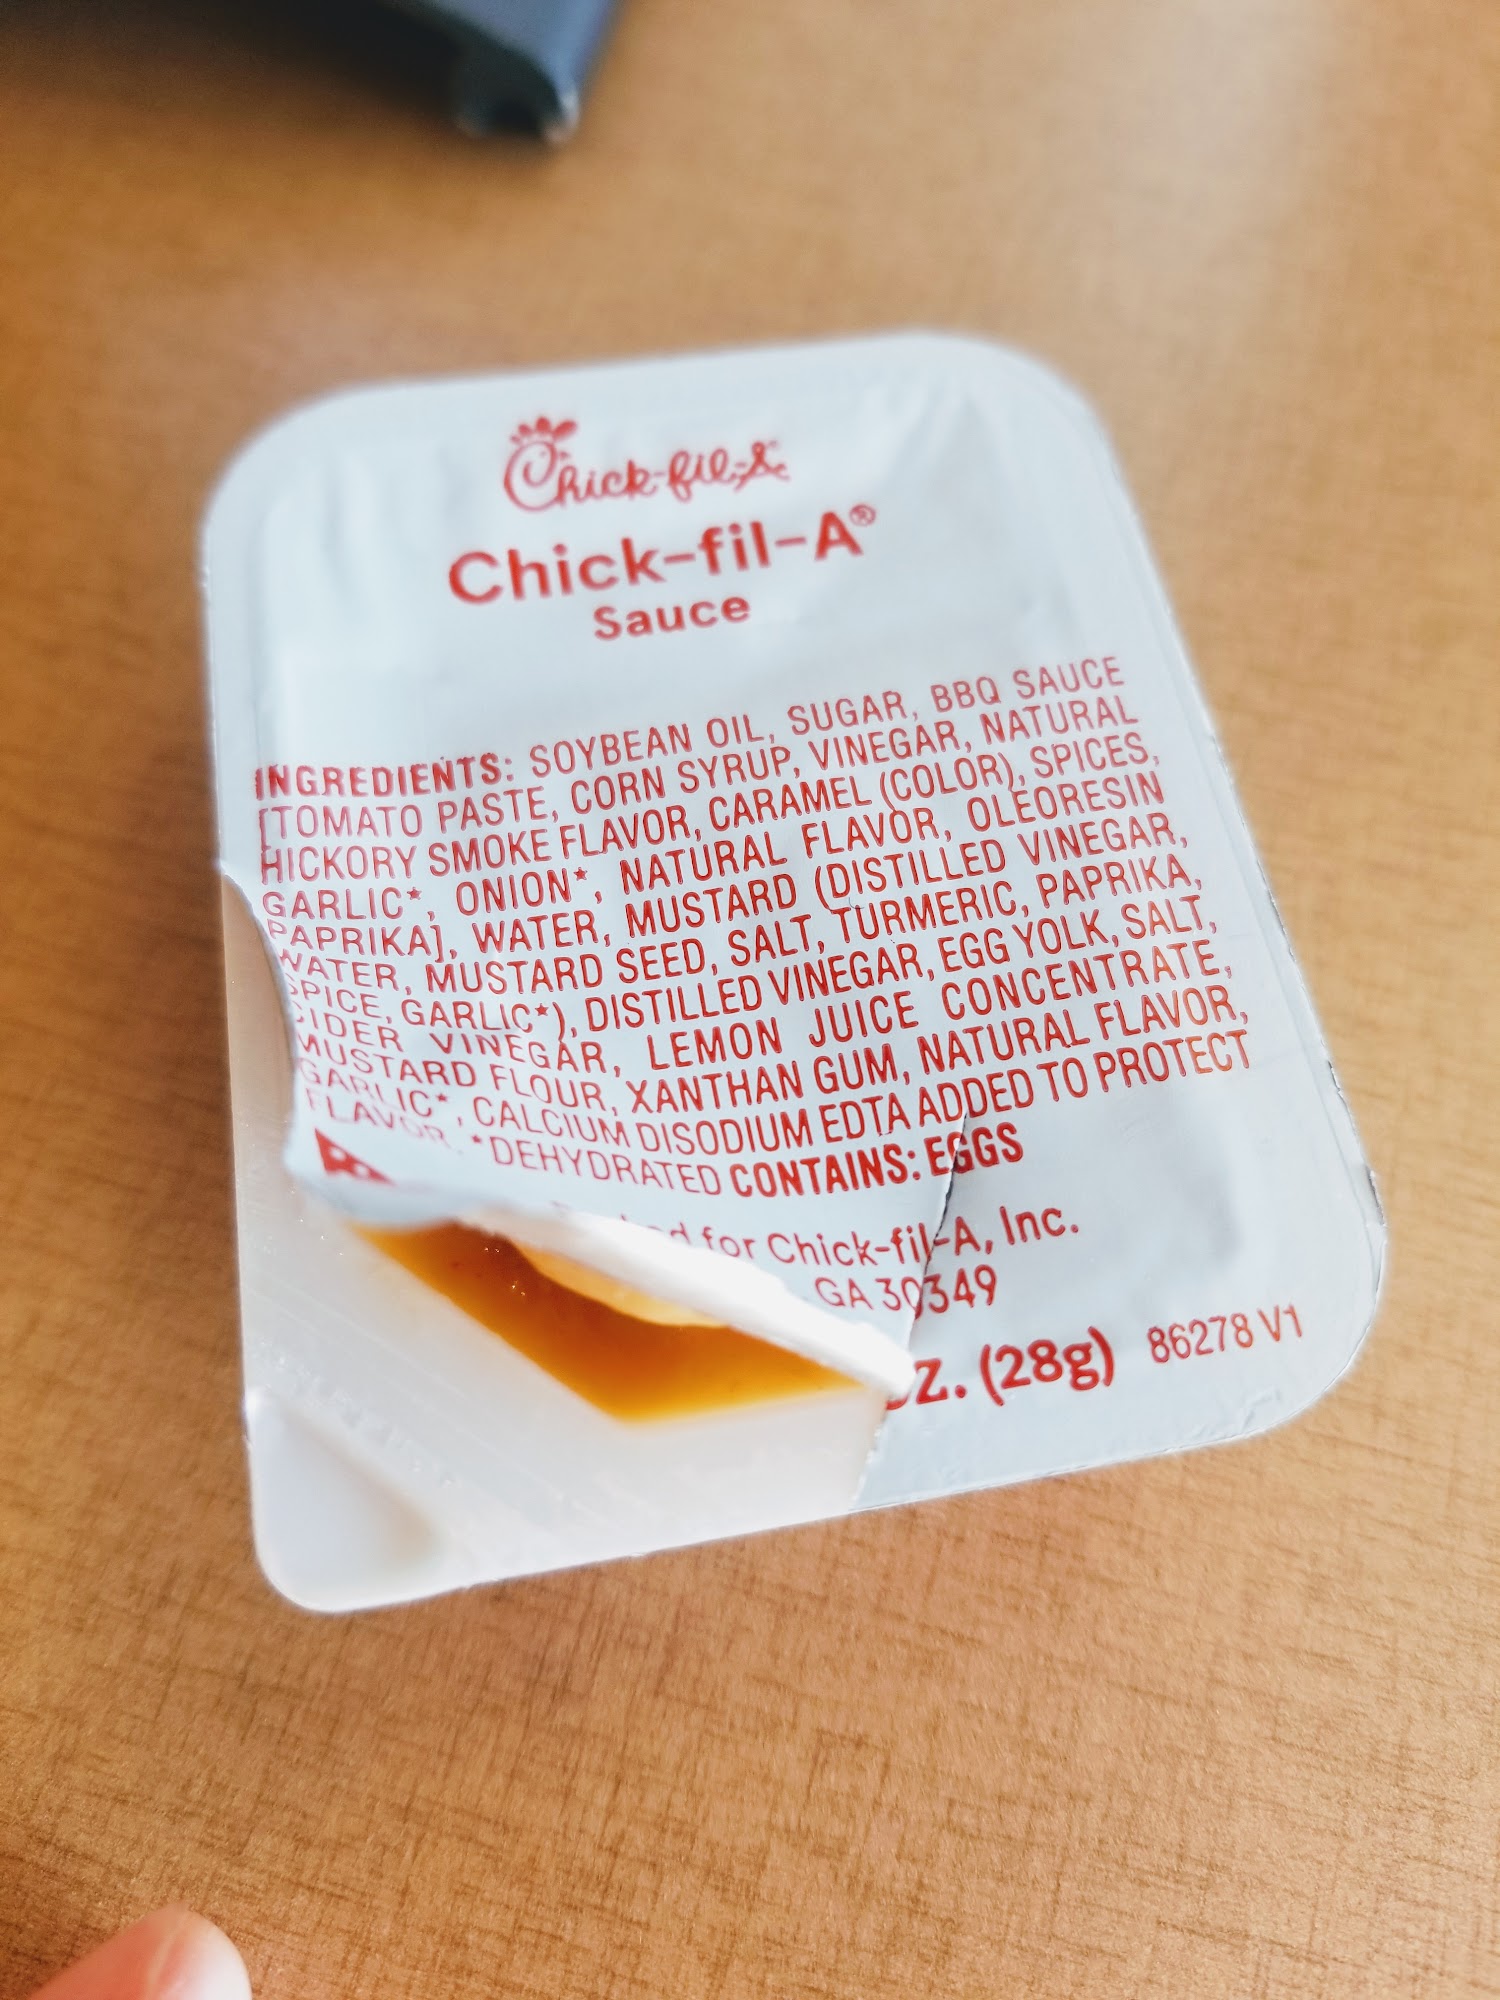 Chick-fil-A
Chick-fil-A®
Sauce
INGREDIENTS: SOYBEAN OIL, SUGAR, BBQ SAUCE
[TOMATO PASTE, CORN SYRUP, VINEGAR, NATURAL
HICKORY SMOKE FLAVOR, CARAMEL (COLOR), SPICES,
GARLIC*, ONION*, NATURAL FLAVOR, OLEORESIN
PAPRIKA], WATER, MUSTARD (DISTILLED VINEGAR,
WATER, MUSTARD SEED, SALT, TURMERIC, PAPRIKA,
SPICE, GARLIC*), DISTILLED VINEGAR, EGG YOLK, SALT,
CIDER VINEGAR, LEMON JUICE CONCENTRATE,
MUSTARD FLOUR, XANTHAN GUM, NATURAL FLAVOR,
GARLIC*, CALCIUM DISODIUM EDTA ADDED TO PROTECT
FLAVOR. *DEHYDRATED CONTAINS: EGGS
for Chick-fil-A, Inc.
GA 30349
OZ. (28g) 86278 V1